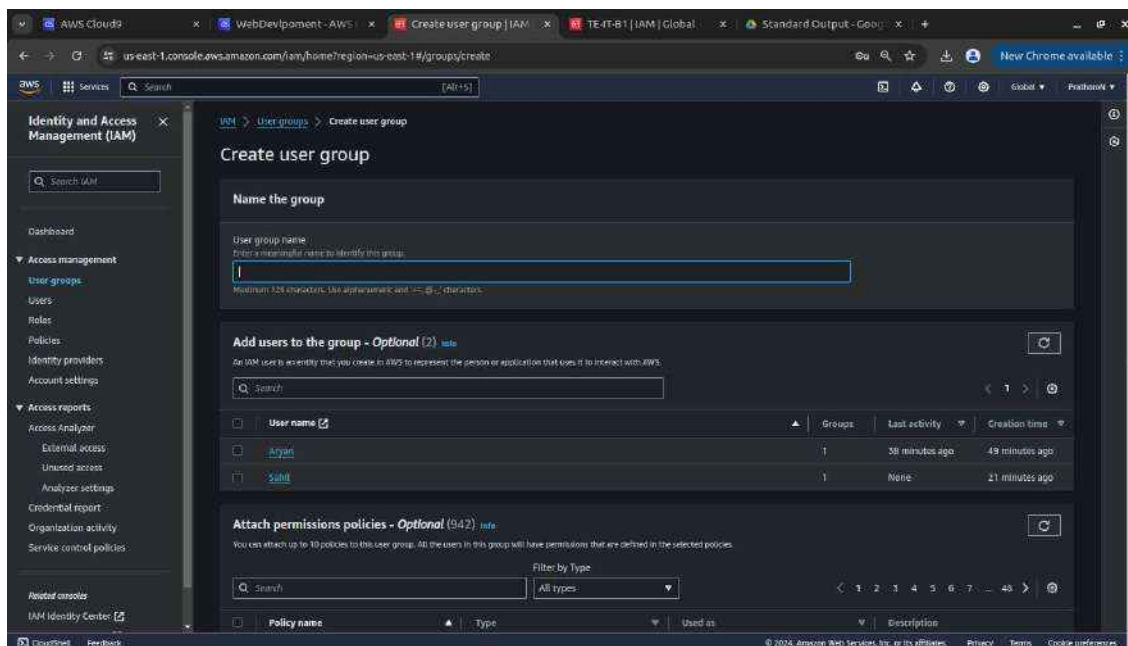 AWS Cloud9
WebDevlpoment - AWS
Create user group | IAM
TE-IT-B1 | IAM | Global
Standard Output - Goo
us-east-1.console.aws.amazon.com/iam/home?region=us-east-1#/groups/create
New Chrome available
aws
Services
Search
[Alt+S]
Global
Identity and Access Management (IAM)
Search IAM
Dashboard
Access management
User groups
Users
Roles
Policies
Identity providers
Account settings
Access reports
Access Analyzer
External access
Unused access
Analyzer settings
Credential report
Organization activity
Service control policies
Related consoles
IAM Identity Center
IAM > User groups > Create user group
Create user group
Name the group
User group name
Enter a meaningful name to identify this group.
Maximum 128 characters. Use alphanumeric and '+=,.@-_' characters.
Add users to the group - Optional (2) Info
An IAM user is an entity that you create in AWS to represent the person or application that uses it to interact with AWS.
Search
1
User name Groups Last activity Creation time
Aryan 1 38 minutes ago 49 minutes ago
Sahil 1 None 21 minutes ago
Attach permissions policies - Optional (942) Info
You can attach up to 10 policies to this user group. All the users in this group will have permissions that are defined in the selected policies.
Filter by Type
Search All types 1 2 3 4 5 6 7 ... 48
Policy name Type Used as Description
CloudShell Feedback © 2024, Amazon Web Services, Inc. or its affiliates. Privacy Terms Cookie preferences